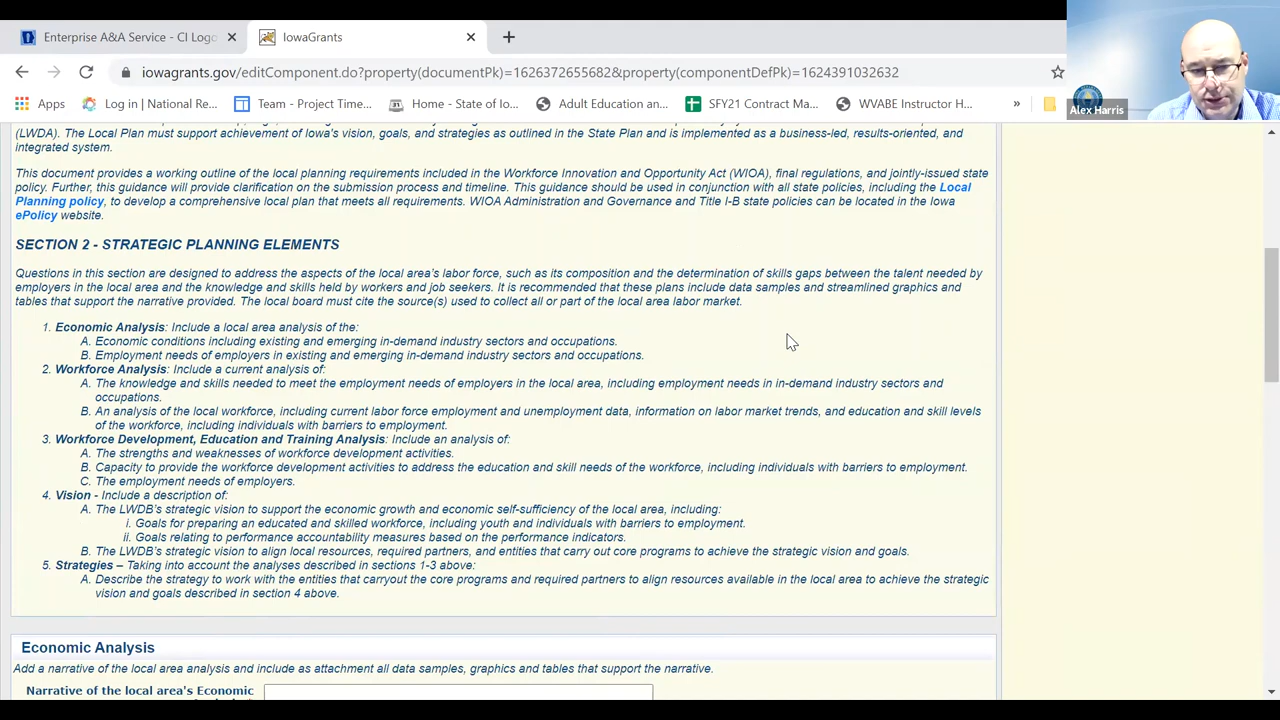 Enterprise A&A Service - CI Logo
IowaGrants
iowagrants.gov/editComponent.do?property(documentPk)=1626372655682&property(componentDefPk)=1624391032632
Apps
Log in | National Re...
Team - Project Time...
Home - State of Io...
Adult Education an...
SFY21 Contract Ma...
WVABE Instructor H...
»
Alex Harris
(LWDA). The Local Plan must support achievement of Iowa's vision, goals, and strategies as outlined in the State Plan and is implemented as a business-led, results-oriented, and
integrated system.
This document provides a working outline of the local planning requirements included in the Workforce Innovation and Opportunity Act (WIOA), final regulations, and jointly-issued state
policy. Further, this guidance will provide clarification on the submission process and timeline. This guidance should be used in conjunction with all state policies, including the Local
Planning policy, to develop a comprehensive local plan that meets all requirements. WIOA Administration and Governance and Title I-B state policies can be located in the Iowa
ePolicy website.
SECTION 2 - STRATEGIC PLANNING ELEMENTS
Questions in this section are designed to address the aspects of the local area's labor force, such as its composition and the determination of skills gaps between the talent needed by
employers in the local area and the knowledge and skills held by workers and job seekers. It is recommended that these plans include data samples and streamlined graphics and
tables that support the narrative provided. The local board must cite the source(s) used to collect all or part of the local area labor market.
1. Economic Analysis: Include a local area analysis of the:
A. Economic conditions including existing and emerging in-demand industry sectors and occupations.
B. Employment needs of employers in existing and emerging in-demand industry sectors and occupations.
2. Workforce Analysis: Include a current analysis of:
A. The knowledge and skills needed to meet the employment needs of employers in the local area, including employment needs in in-demand industry sectors and
occupations.
B. An analysis of the local workforce, including current labor force employment and unemployment data, information on labor market trends, and education and skill levels
of the workforce, including individuals with barriers to employment.
3. Workforce Development, Education and Training Analysis: Include an analysis of:
A. The strengths and weaknesses of workforce development activities.
B. Capacity to provide the workforce development activities to address the education and skill needs of the workforce, including individuals with barriers to employment.
C. The employment needs of employers.
4. Vision - Include a description of:
A. The LWDB's strategic vision to support the economic growth and economic self-sufficiency of the local area, including:
i. Goals for preparing an educated and skilled workforce, including youth and individuals with barriers to employment.
ii. Goals relating to performance accountability measures based on the performance indicators.
B. The LWDB's strategic vision to align local resources, required partners, and entities that carry out core programs to achieve the strategic vision and goals.
5. Strategies – Taking into account the analyses described in sections 1-3 above:
A. Describe the strategy to work with the entities that carryout the core programs and required partners to align resources available in the local area to achieve the strategic
vision and goals described in section 4 above.
Economic Analysis
Add a narrative of the local area analysis and include as attachment all data samples, graphics and tables that support the narrative.
Narrative of the local area's Economic